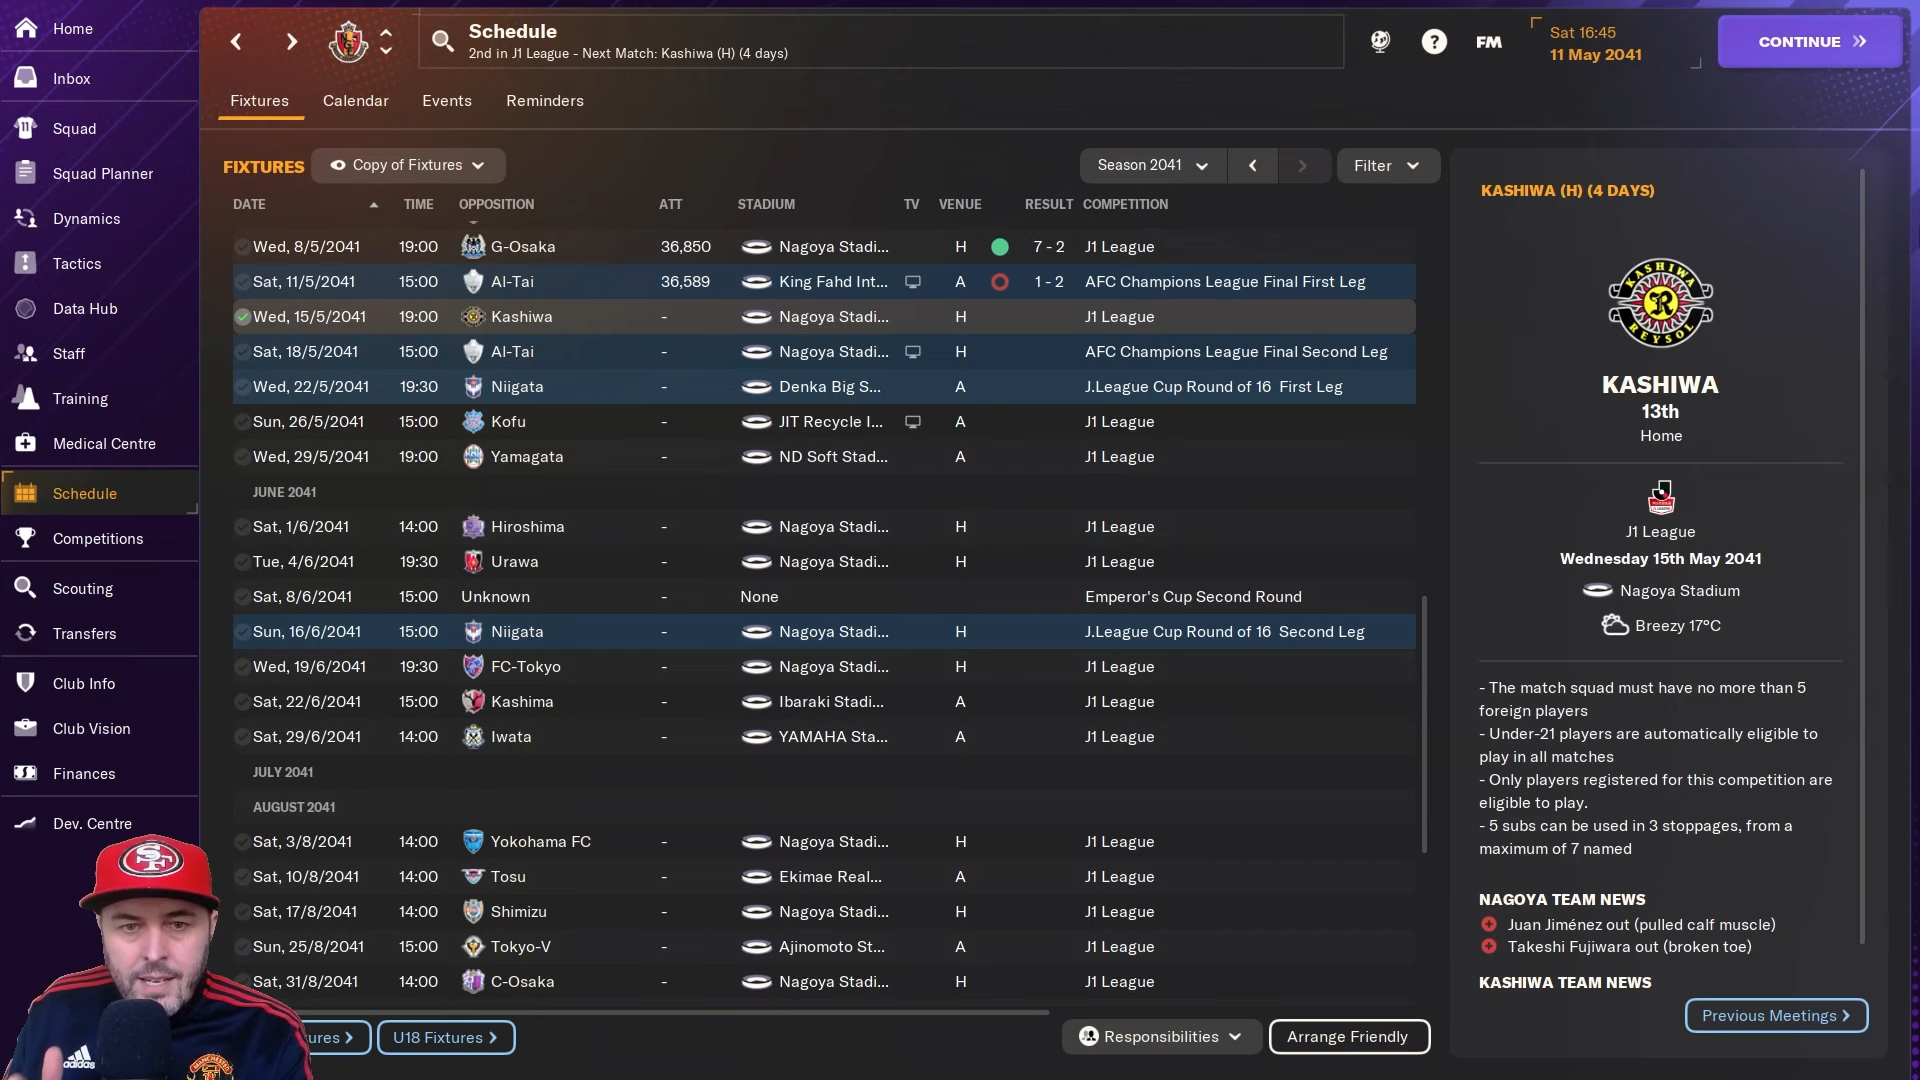 Home
Inbox
Squad
Squad Planner
Dynamics
Tactics
Data Hub
Staff
Training
Medical Centre
Schedule
Competitions
Scouting
Transfers
Club Info
Club Vision
Finances
Dev. Centre
Schedule
2nd in J1 League - Next Match: Kashiwa (H) (4 days)
?
FM
Sat 16:45
11 May 2041
CONTINUE
Fixtures Calendar Events Reminders
FIXTURES Copy of Fixtures Season 2041 Filter
DATE TIME OPPOSITION ATT STADIUM TV VENUE RESULT COMPETITION
Wed, 8/5/2041 19:00 G-Osaka 36,850 Nagoya Stadi... H 7 - 2 J1 League
Sat, 11/5/2041 15:00 Al-Tai 36,589 King Fahd Int... A 1 - 2 AFC Champions League Final First Leg
Wed, 15/5/2041 19:00 Kashiwa - Nagoya Stadi... H J1 League
Sat, 18/5/2041 15:00 Al-Tai - Nagoya Stadi... H AFC Champions League Final Second Leg
Wed, 22/5/2041 19:30 Niigata - Denka Big S... A J.League Cup Round of 16 First Leg
Sun, 26/5/2041 15:00 Kofu - JIT Recycle I... A J1 League
Wed, 29/5/2041 19:00 Yamagata - ND Soft Stad... A J1 League
JUNE 2041
Sat, 1/6/2041 14:00 Hiroshima - Nagoya Stadi... H J1 League
Tue, 4/6/2041 19:30 Urawa - Nagoya Stadi... H J1 League
Sat, 8/6/2041 15:00 Unknown - None Emperor's Cup Second Round
Sun, 16/6/2041 15:00 Niigata - Nagoya Stadi... H J.League Cup Round of 16 Second Leg
Wed, 19/6/2041 19:30 FC-Tokyo - Nagoya Stadi... H J1 League
Sat, 22/6/2041 15:00 Kashima - Ibaraki Stadi... A J1 League
Sat, 29/6/2041 14:00 Iwata - YAMAHA Sta... A J1 League
JULY 2041
AUGUST 2041
Sat, 3/8/2041 14:00 Yokohama FC - Nagoya Stadi... H J1 League
Sat, 10/8/2041 14:00 Tosu - Ekimae Real... A J1 League
Sat, 17/8/2041 14:00 Shimizu - Nagoya Stadi... H J1 League
Sun, 25/8/2041 15:00 Tokyo-V - Ajinomoto St... A J1 League
Sat, 31/8/2041 14:00 C-Osaka - Nagoya Stadi... H J1 League
ures U18 Fixtures Responsibilities Arrange Friendly
KASHIWA (H) (4 DAYS)
KASHIWA
R
REYSOL
KASHIWA
13th
Home
J1 League
Wednesday 15th May 2041
Nagoya Stadium
Breezy 17°C
- The match squad must have no more than 5
foreign players
- Under-21 players are automatically eligible to
play in all matches
- Only players registered for this competition are
eligible to play.
- 5 subs can be used in 3 stoppages, from a
maximum of 7 named
NAGOYA TEAM NEWS
Juan Jiménez out (pulled calf muscle)
Takeshi Fujiwara out (broken toe)
KASHIWA TEAM NEWS
Previous Meetings
SF
adidas
MANCHESTER